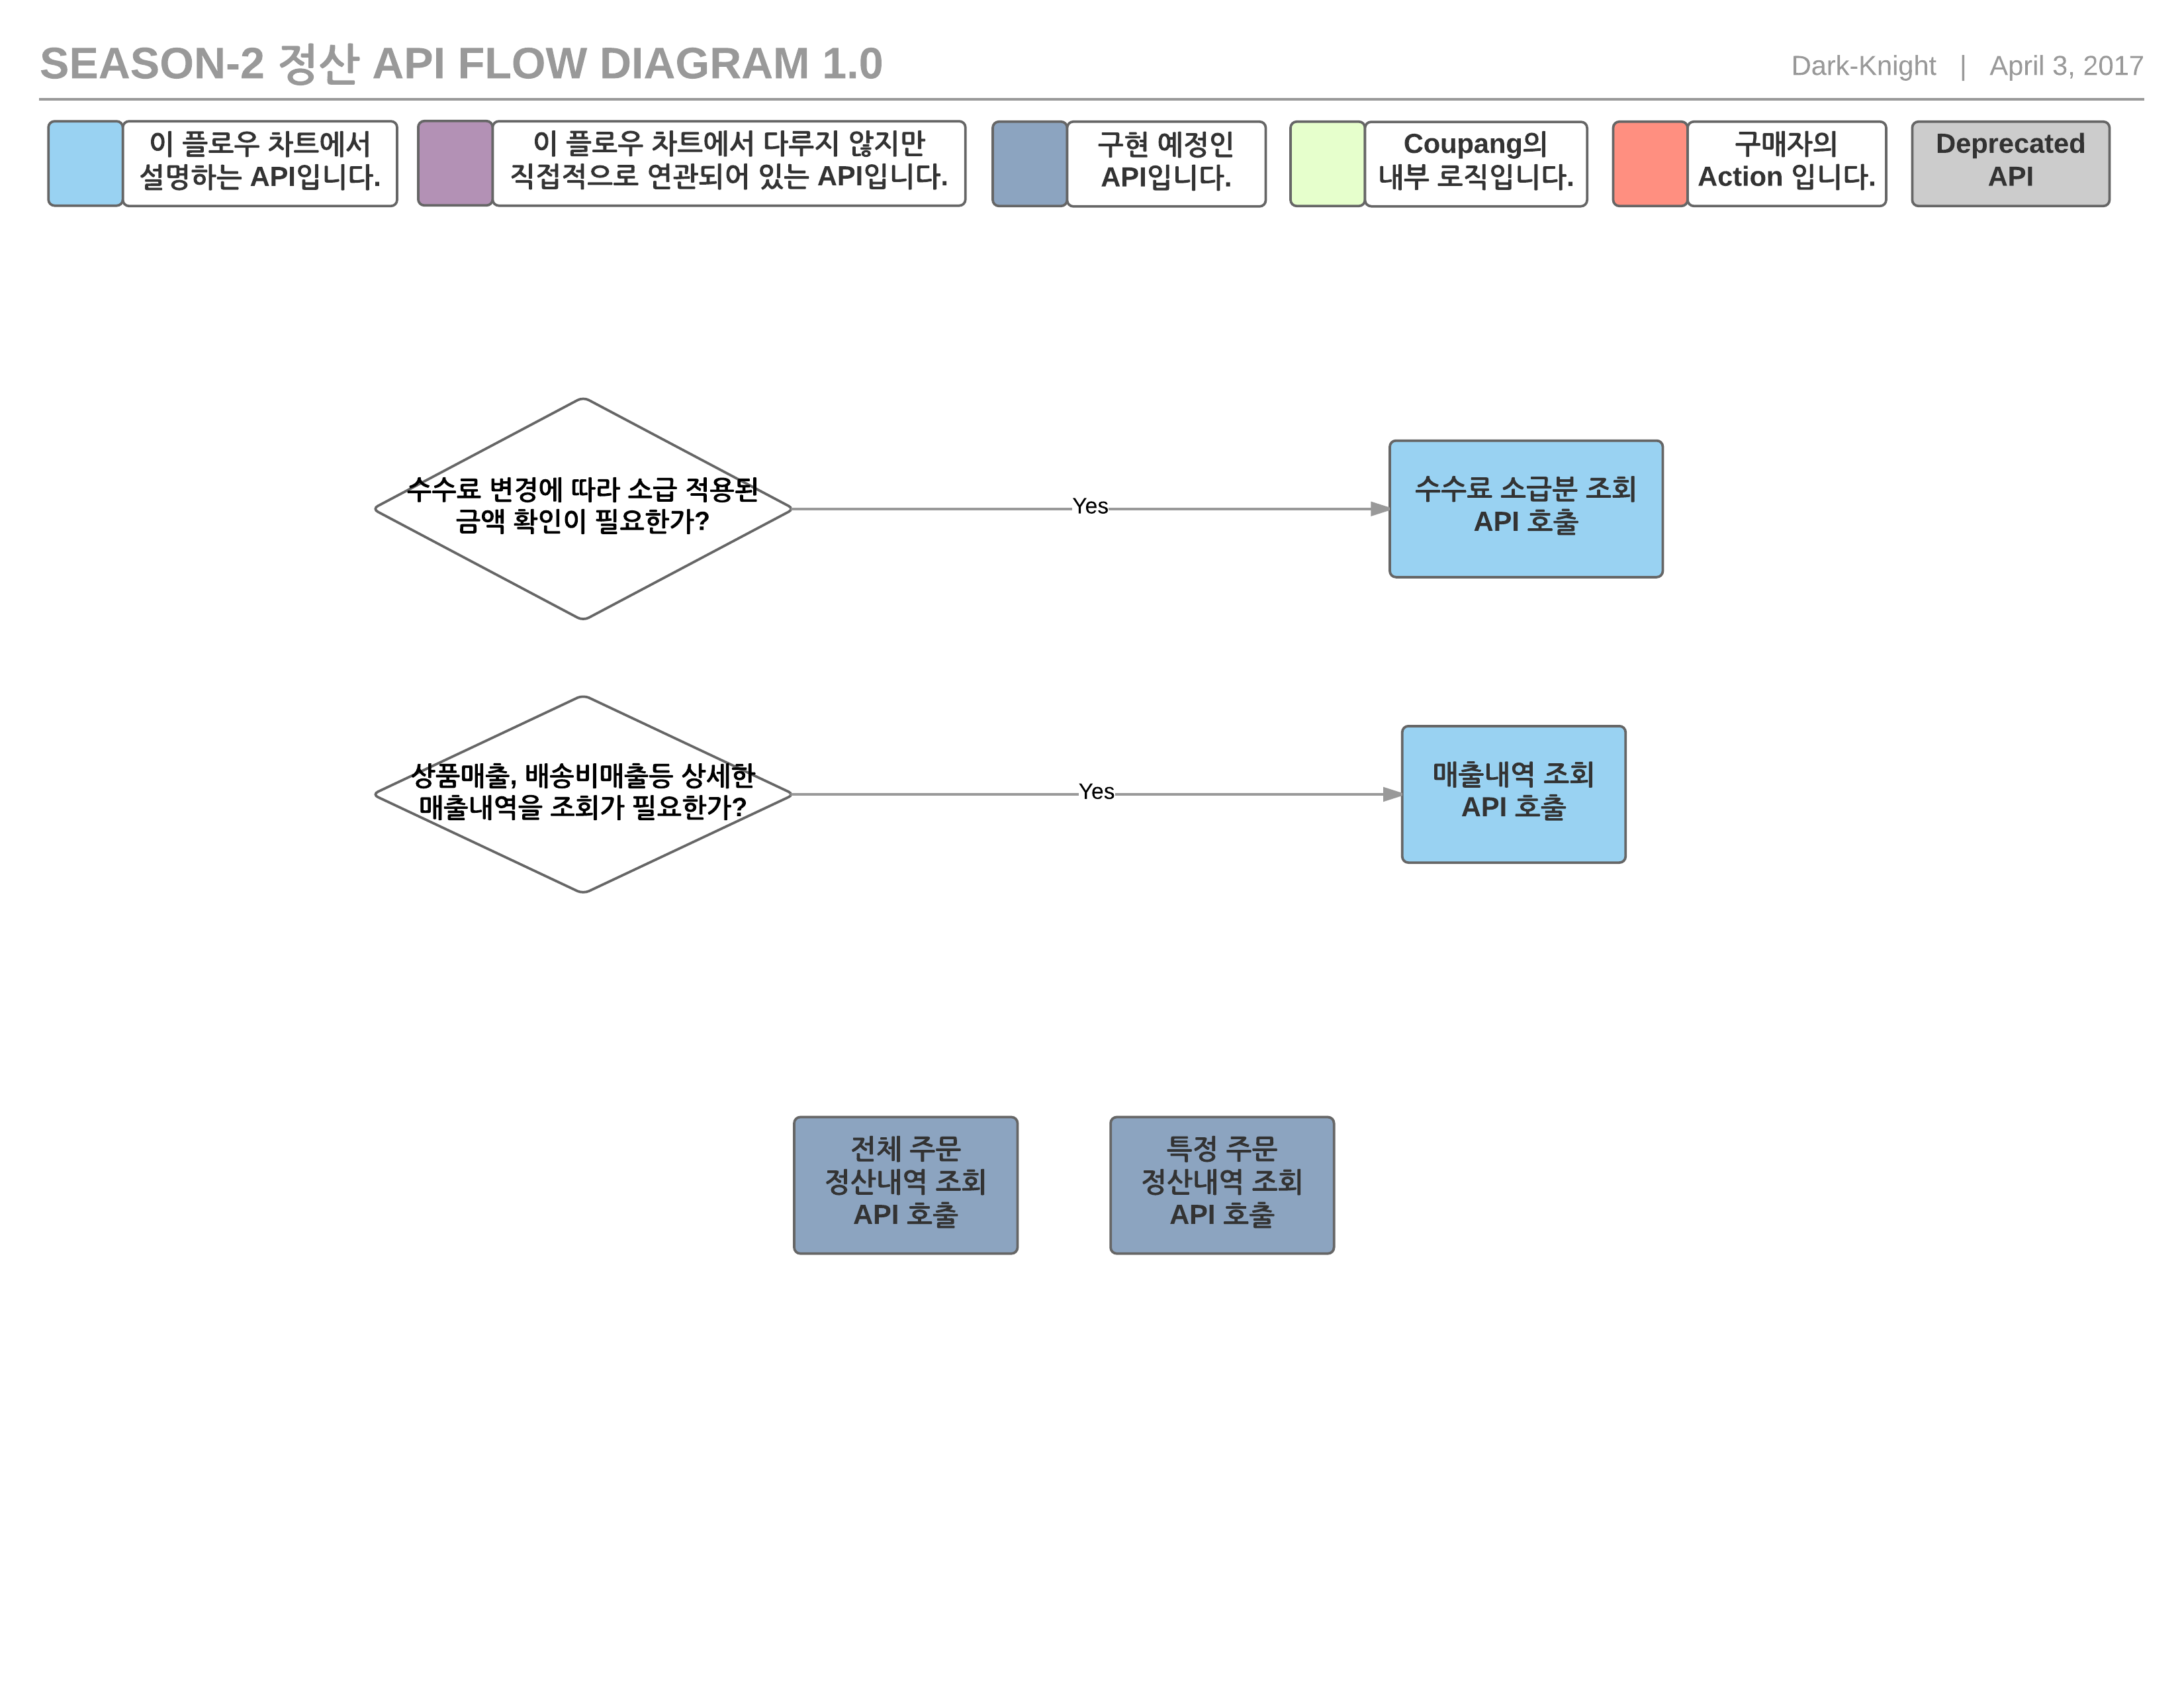 SEASON-2 정산 API FLOW DIAGRAM 1.0
Dark-Knight | April 3, 2017
이 플로우 차트에서
설명하는 API입니다.
이 플로우 차트에서 다루지 않지만
직접적으로 연관되어 있는 API입니다.
구현 예정인
API입니다.
Coupang의
내부 로직입니다.
구매자의
Action 입니다.
Deprecated
API
수수료 변경에 따라 소급 적용된
금액 확인이 필요한가?
Yes
수수료 소급분 조회
API 호출
상품매출, 배송비매출등 상세한
매출내역을 조회가 필요한가?
Yes
매출내역 조회
API 호출
전체 주문
정산내역 조회
API 호출
특정 주문
정산내역 조회
API 호출